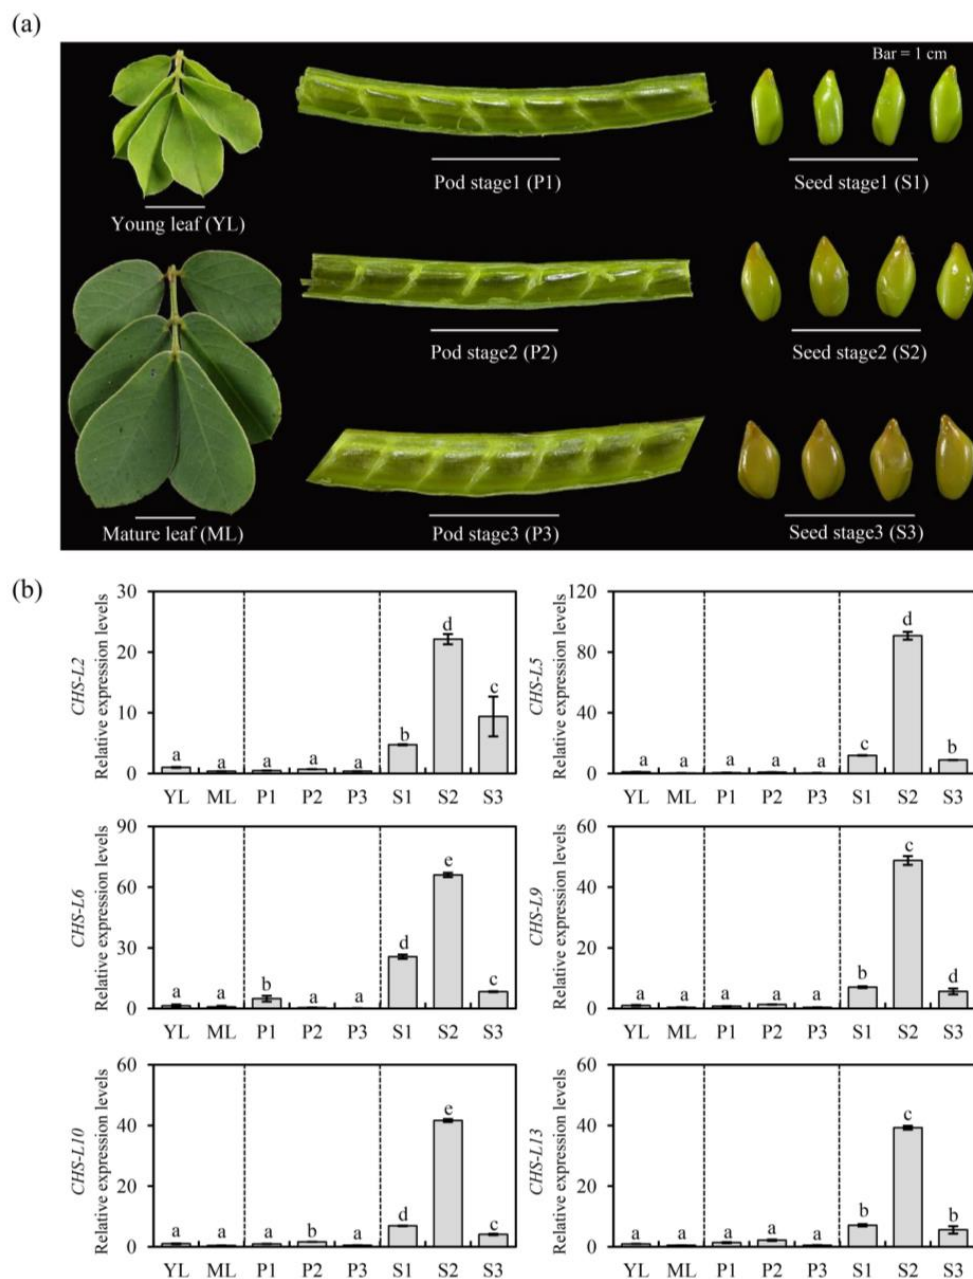 (a)
Bar = 1 cm
Young leaf (YL)
Pod stage1 (P1)
Seed stage1 (S1)
Mature leaf (ML)
Pod stage2 (P2)
Seed stage2 (S2)
Pod stage3 (P3)
Seed stage3 (S3)
(b)
CHS-L2
Relative expression levels
30
20
10
0
a a a a a b d c
YL ML P1 P2 P3 S1 S2 S3
CHS-L5
Relative expression levels
120
80
40
0
a a a a a c d b
YL ML P1 P2 P3 S1 S2 S3
CHS-L6
Relative expression levels
90
60
30
0
a a b a a d e c
YL ML P1 P2 P3 S1 S2 S3
CHS-L9
Relative expression levels
60
40
20
0
a a a a a b c d
YL ML P1 P2 P3 S1 S2 S3
CHS-L10
Relative expression levels
60
40
20
0
a a a b a d e c
YL ML P1 P2 P3 S1 S2 S3
CHS-L13
Relative expression levels
60
40
20
0
a a a a a b c b
YL ML P1 P2 P3 S1 S2 S3